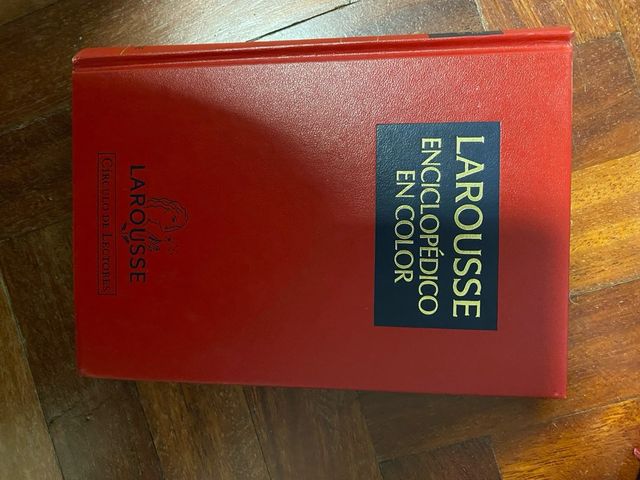 LAROUSSE
ENCICLOPÉDICO
EN COLOR
LAROUSSE
CÍRCULO DE LECTORES